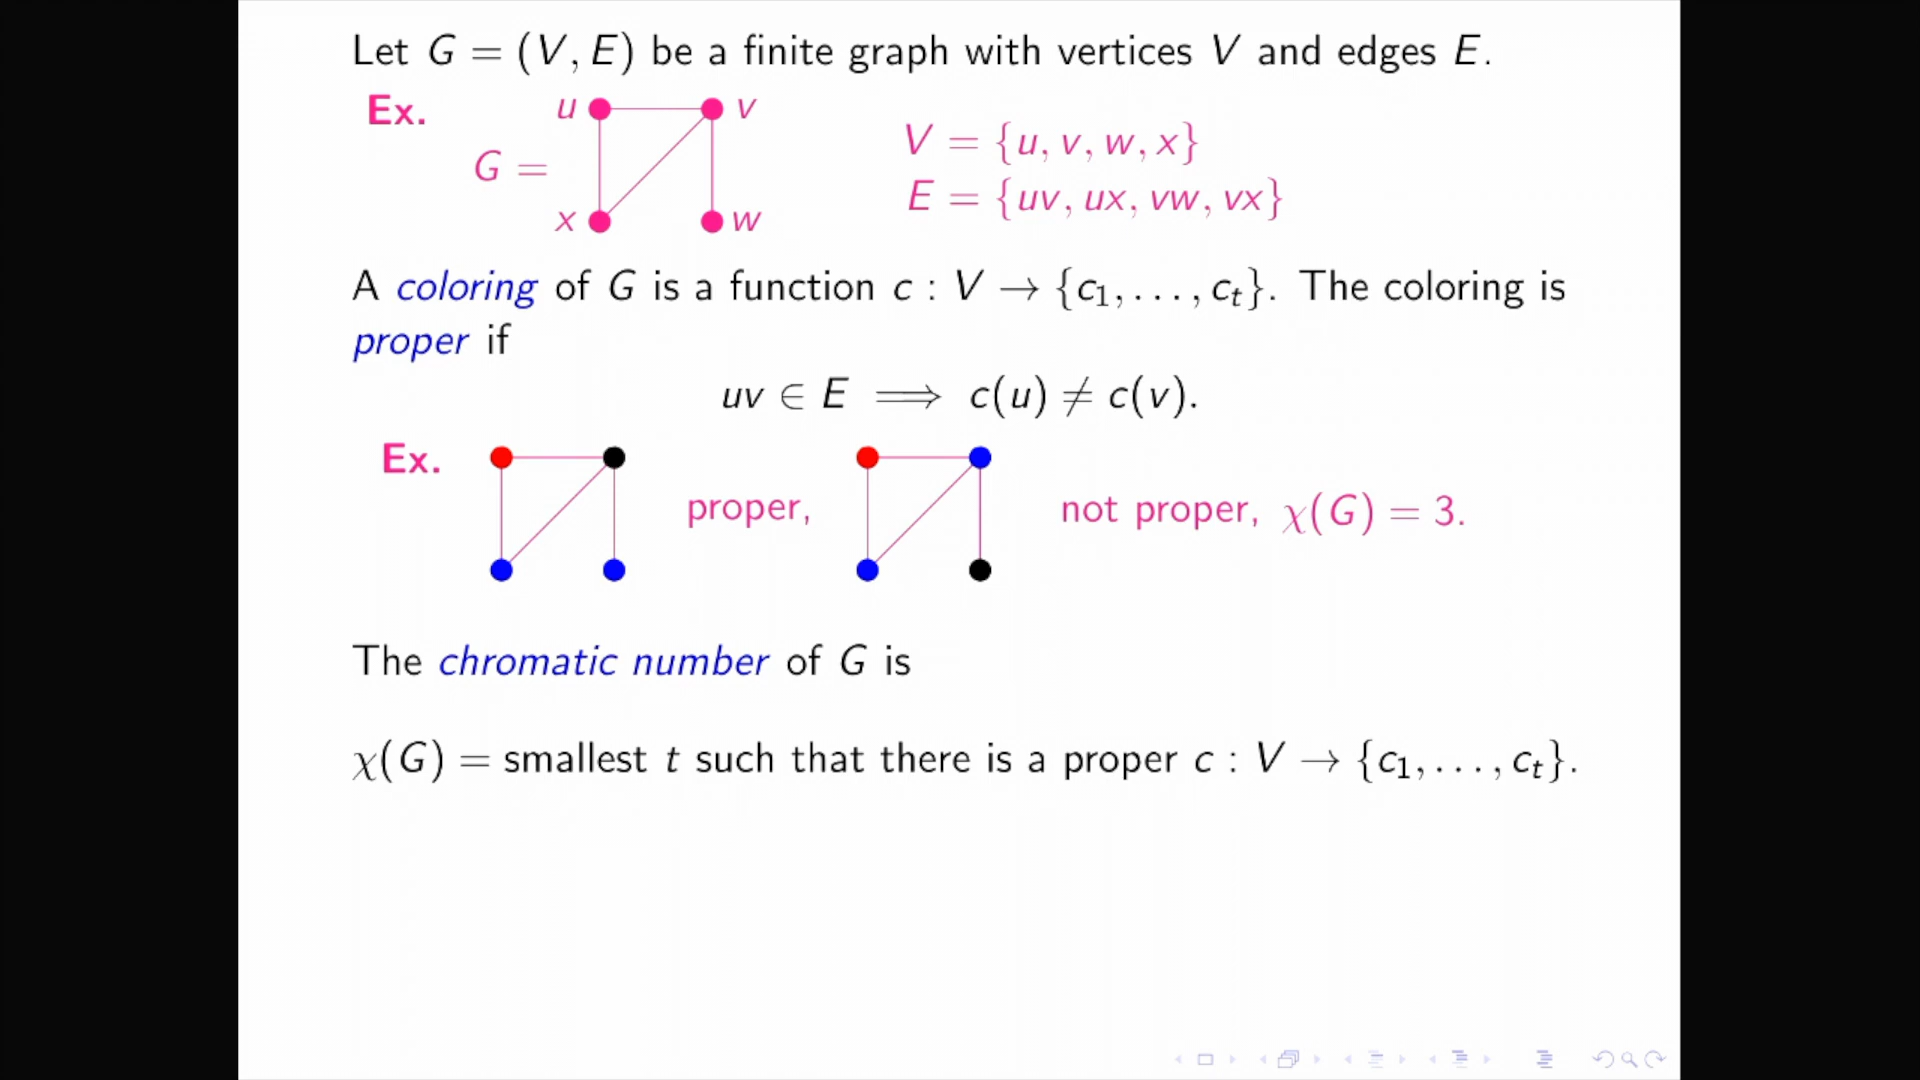 Let G = (V, E) be a finite graph with vertices V and edges E.
Ex.
u v
G =
x w
V = {u, v, w, x}
E = {uv, ux, vw, vx}
A coloring of G is a function c : V → {c₁, . . . , cₜ}. The coloring is
proper if
uv ∈ E ⟹ c(u) ≠ c(v).
Ex. proper, not proper, χ(G) = 3.
The chromatic number of G is
χ(G) = smallest t such that there is a proper c : V → {c₁, . . . , cₜ}.